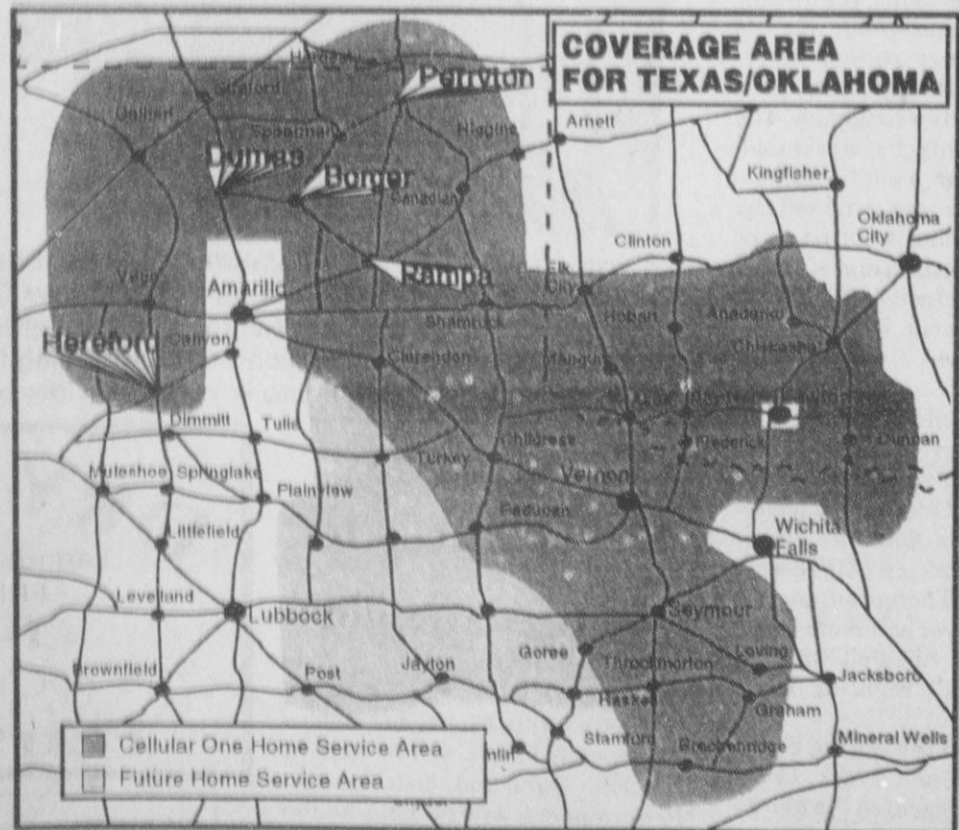 COVERAGE AREA
FOR TEXAS/OKLAHOMA
Perryton
Dalhart
Spearman
Higgins
Arnett
Dumas
Borger
Canadian
Kingfisher
Oklahoma
City
Clinton
Pampa
Elk
City
Vega
Amarillo
Shamrock
Hobart
Anadarko
Hereford
Canyon
Clarendon
Mangum
Chickasha
Dimmitt
Tulia
Childress
Frederick
Duncan
Turkey
Muleshoe
Springlake
Plainview
Vernon
Paducah
Littlefield
Wichita
Falls
Levelland
Lubbock
Seymour
Goree
Throckmorton
Loving
Brownfield
Post
Jayton
Haskell
Jacksboro
Graham
Stamford
Breckenridge
Mineral Wells
mlin
Cellular One Home Service Area
Future Home Service Area